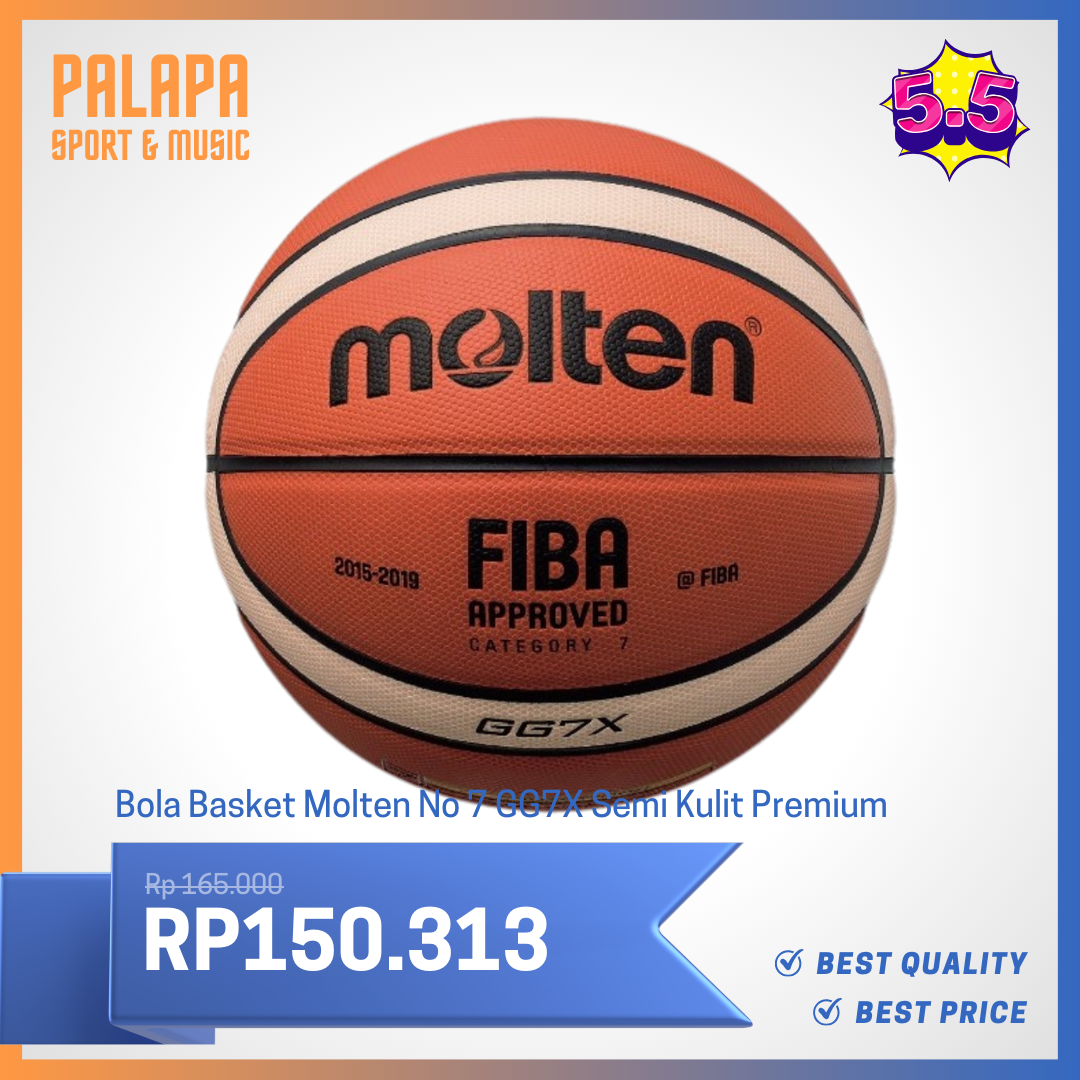 PALAPA
SPORT & MUSIC
5.5
molten®
2015-2019
FIBA
APPROVED
CATEGORY 7
@ FIBA
GG7X
Bola Basket Molten No 7 GG7X Semi Kulit Premium
Rp 165.000
RP150.313
BEST QUALITY
BEST PRICE